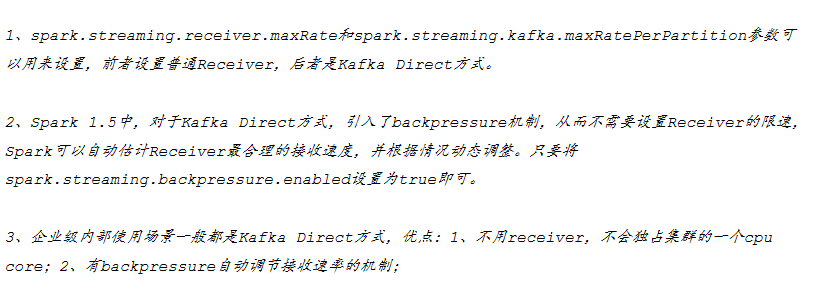 1、spark.streaming.receiver.maxRate和spark.streaming.kafka.maxRatePerPartition参数可
以用来设置，前者设置普通Receiver，后者是Kafka Direct方式。
2、Spark 1.5中，对于Kafka Direct方式，引入了backpressure机制，从而不需要设置Receiver的限速，
Spark可以自动估计Receiver最合理的接收速度，并根据情况动态调整。只要将
spark.streaming.backpressure.enabled设置为true即可。
3、企业级内部使用场景一般都是Kafka Direct方式，优点：1、不用receiver，不会独占集群的一个cpu
core；2、有backpressure自动调节接收速率的机制；